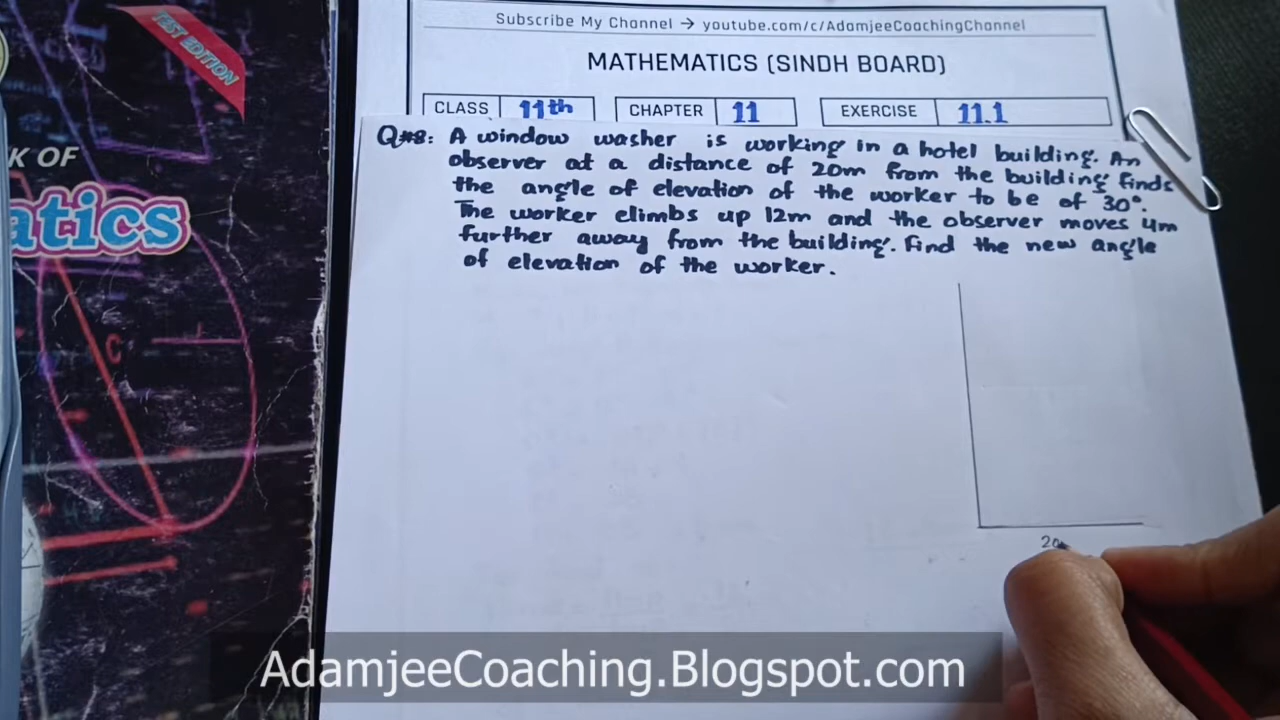 Subscribe My Channel → youtube.com/c/AdamjeeCoachingChannel
MATHEMATICS (SINDH BOARD)
CLASS 11th CHAPTER 11 EXERCISE 11.1
Q#8: A window washer is working in a hotel building. An
observer at a distance of 20m from the building finds
the angle of elevation of the worker to be of 30°.
The worker climbs up 12m and the observer moves 4m
further away from the building. Find the new angle
of elevation of the worker.
20
TEST EDITION
K OF
atics
C
AdamjeeCoaching.Blogspot.com